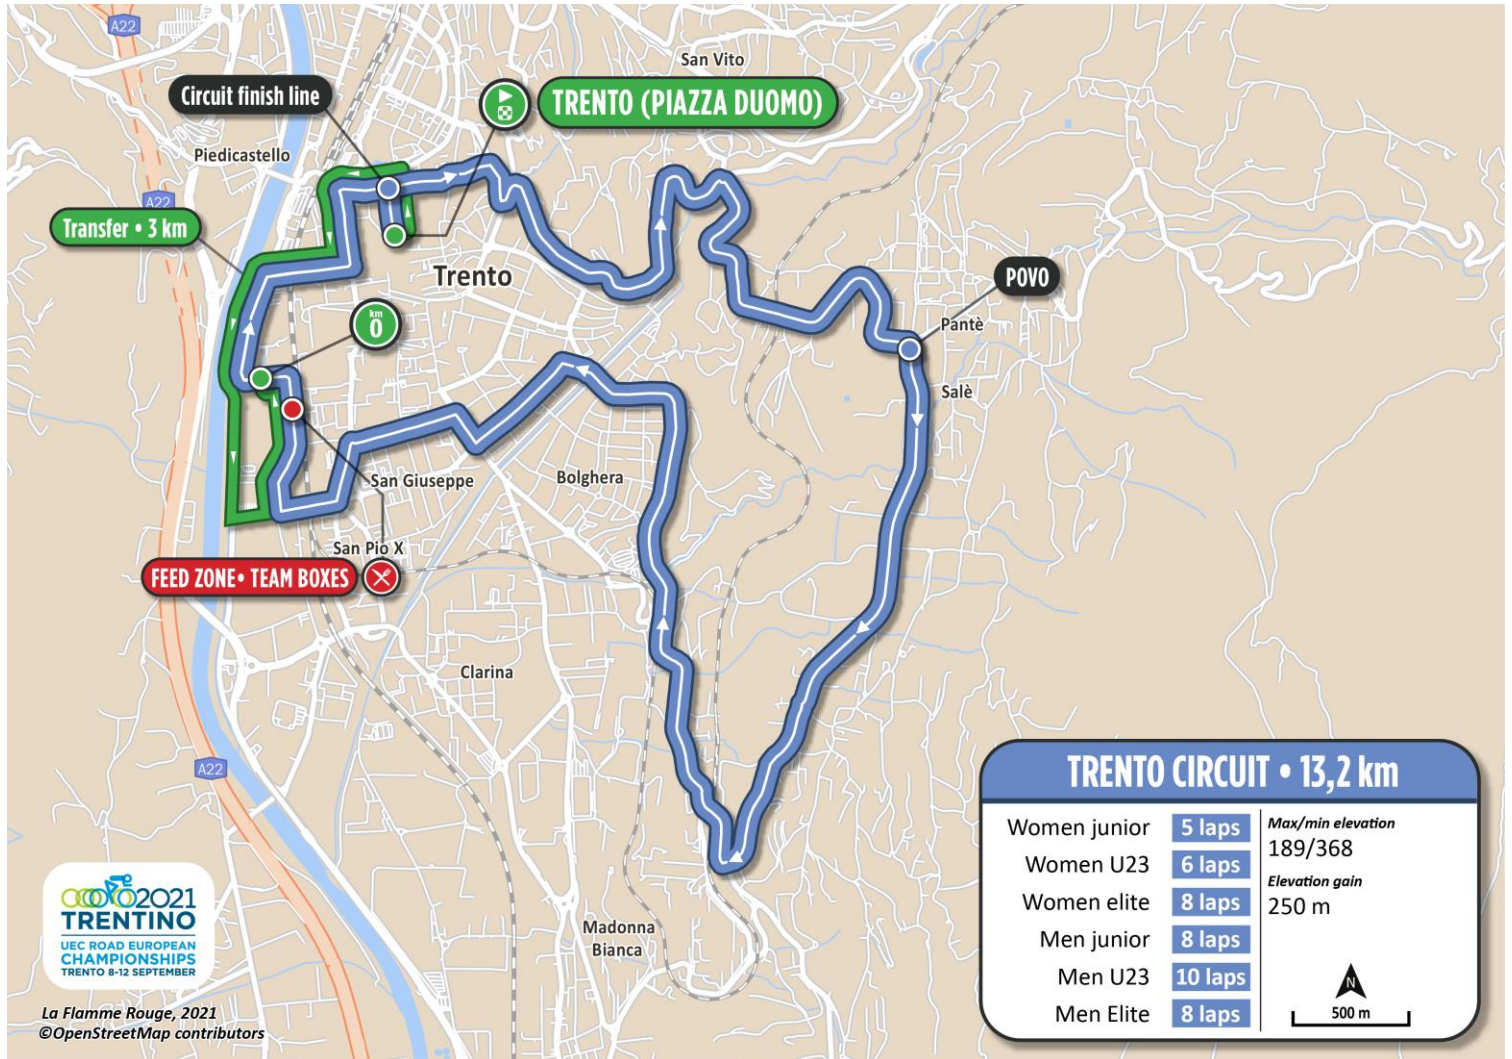 A22
San Vito
Circuit finish line
TRENTO (PIAZZA DUOMO)
Piedicastello
A22
Transfer • 3 km
Trento
POVO
km
0
Pantè
Salè
San Giuseppe
Bolghera
San Pio X
FEED ZONE• TEAM BOXES
Clarina
A22
Madonna
Bianca
TRENTO CIRCUIT • 13,2 km
Women junior 5 laps
Women U23 6 laps
Women elite 8 laps
Men junior 8 laps
Men U23 10 laps
Men Elite 8 laps
Max/min elevation
189/368
Elevation gain
250 m
N
500 m
2021
TRENTINO
UEC ROAD EUROPEAN
CHAMPIONSHIPS
TRENTO 8-12 SEPTEMBER
La Flamme Rouge, 2021
©OpenStreetMap contributors